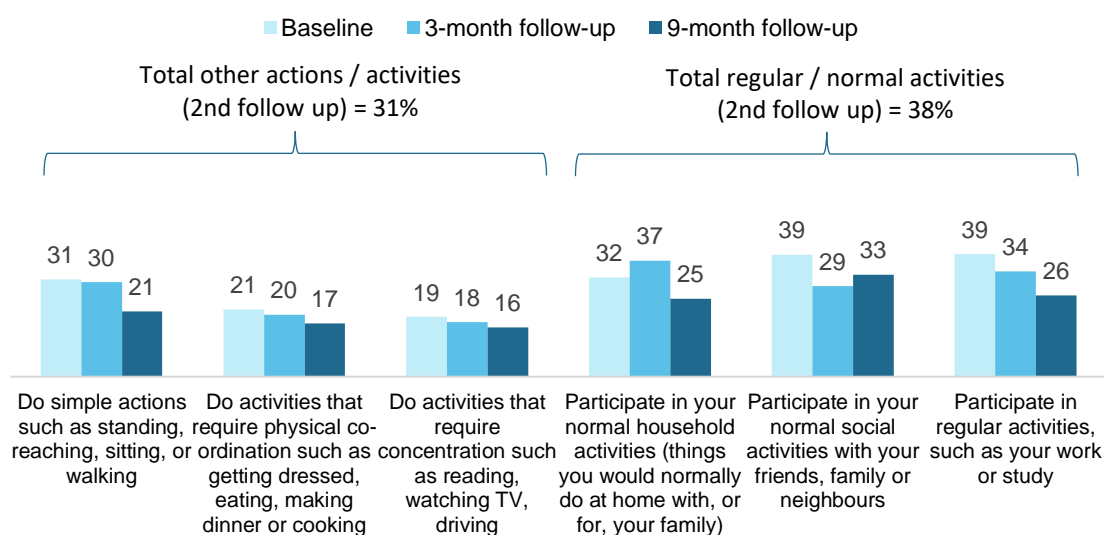 Baseline 3-month follow-up 9-month follow-up
Total other actions / activities
(2nd follow up) = 31%
Total regular / normal activities
(2nd follow up) = 38%
31 30 21
21 20 17
19 18 16
32 37 25
39 29 33
39 34 26
Do simple actions
such as standing,
reaching, sitting, or
walking
Do activities that
require physical co-
ordination such as
getting dressed,
eating, making
dinner or cooking
Do activities that
require
concentration such
as reading,
watching TV,
driving
Participate in your
normal household
activities (things
you would normally
do at home with, or
for, your family)
Participate in your
normal social
activities with your
friends, family or
neighbours
Participate in
regular activities,
such as your work
or study